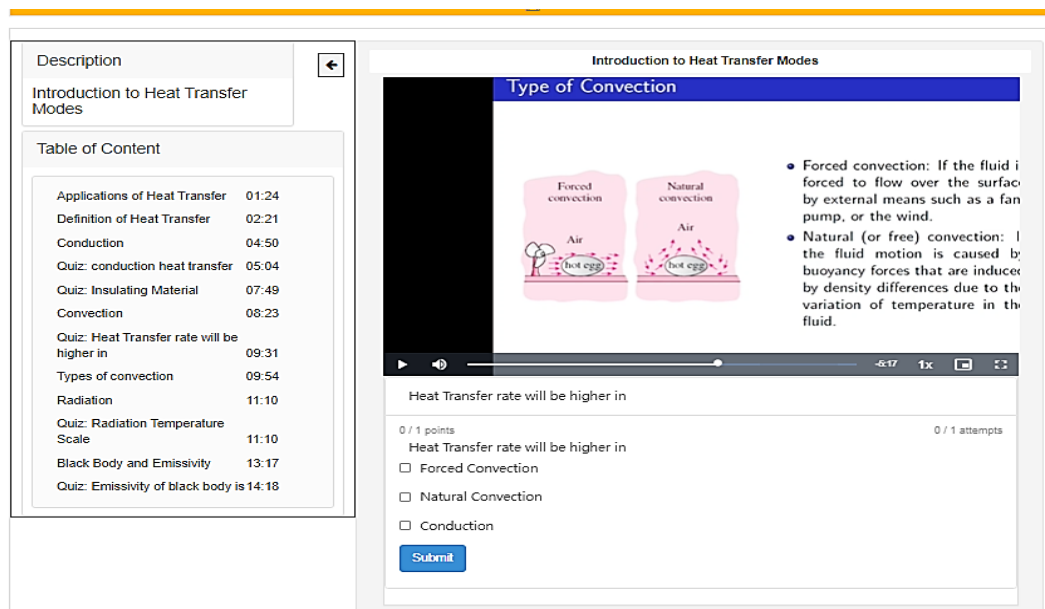 Description
Introduction to Heat Transfer
Modes
Table of Content
Applications of Heat Transfer 01:24
Definition of Heat Transfer 02:21
Conduction 04:50
Quiz: conduction heat transfer 05:04
Quiz: Insulating Material 07:49
Convection 08:23
Quiz: Heat Transfer rate will be
higher in 09:31
Types of convection 09:54
Radiation 11:10
Quiz: Radiation Temperature
Scale 11:10
Black Body and Emissivity 13:17
Quiz: Emissivity of black body is 14:18
Introduction to Heat Transfer Modes
Type of Convection
Forced
convection
Air
hot egg
Natural
convection
Air
hot egg
Forced convection: If the fluid i
forced to flow over the surfac
by external means such as a fan
pump, or the wind.
Natural (or free) convection: I
the fluid motion is caused by
buoyancy forces that are induced
by density differences due to the
variation of temperature in the
fluid.
-6:17 1x
Heat Transfer rate will be higher in
0 / 1 points 0 / 1 attempts
Heat Transfer rate will be higher in
Forced Convection
Natural Convection
Conduction
Submit